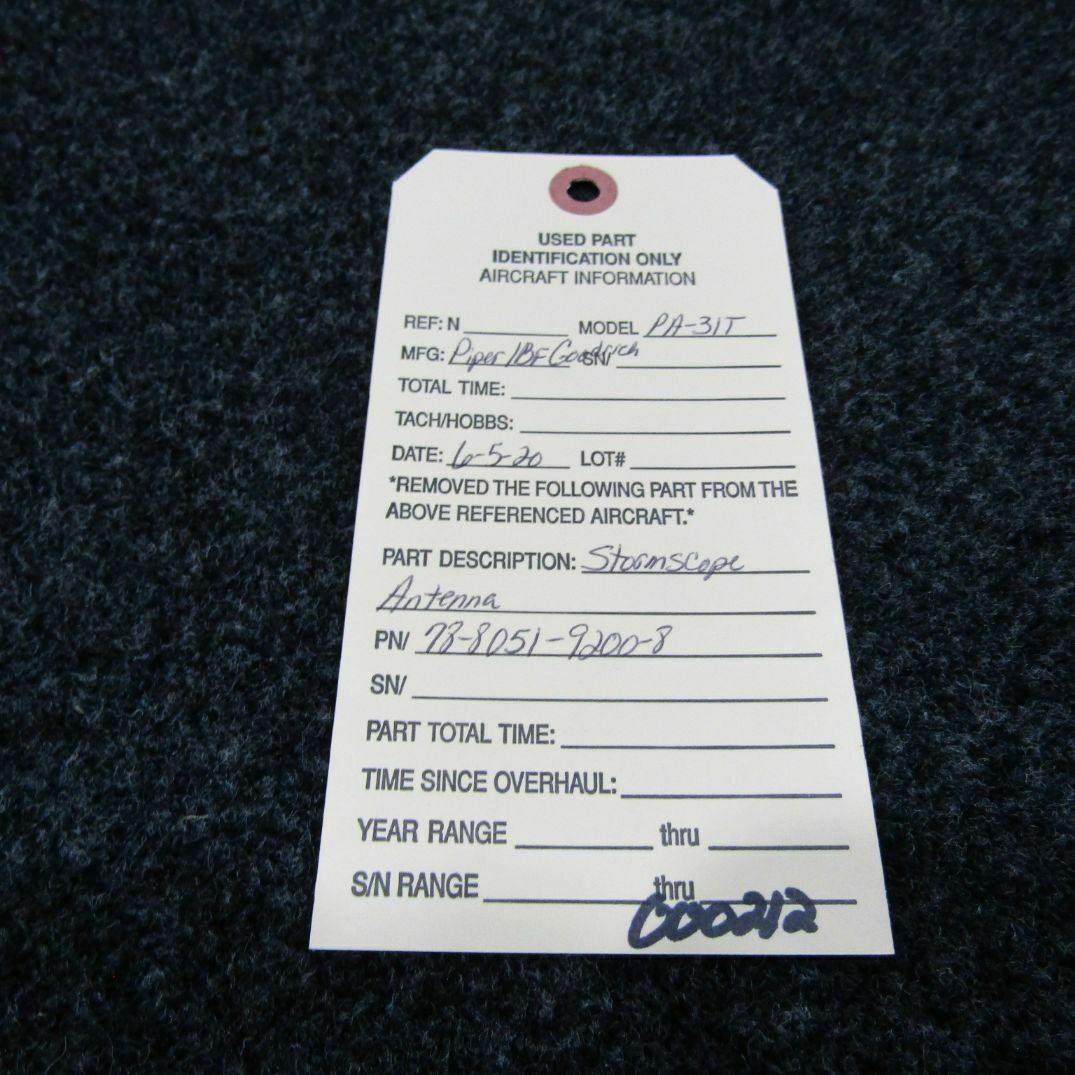 USED PART
IDENTIFICATION ONLY
AIRCRAFT INFORMATION
REF: N MODEL PA-31T
MFG: Piper/BF Goodrich SN/
TOTAL TIME:
TACH/HOBBS:
DATE: 6-5-20 LOT#
*REMOVED THE FOLLOWING PART FROM THE
ABOVE REFERENCED AIRCRAFT.*
PART DESCRIPTION: Stormscope
Antenna
PN/ 78-8051-9200-8
SN/
PART TOTAL TIME:
TIME SINCE OVERHAUL:
YEAR RANGE thru
S/N RANGE thru
000212